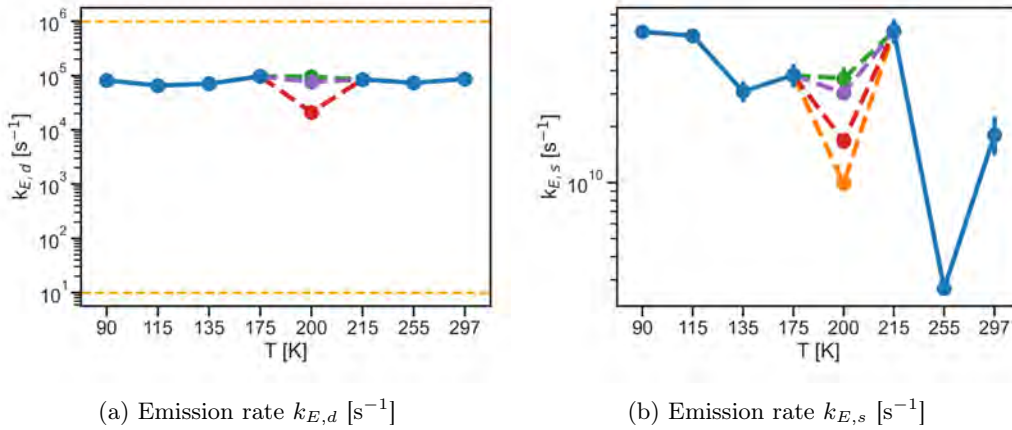 10^6
10^5
10^4
10^3
10^2
10^1
k_{E, d} [s^{-1}]
90 115 135 175 200 215 255 297
T [K]
10^{10}
k_{E, s} [s^{-1}]
90 115 135 175 200 215 255 297
T [K]
(a) Emission rate k_{E,d} [s^{-1}]
(b) Emission rate k_{E,s} [s^{-1}]